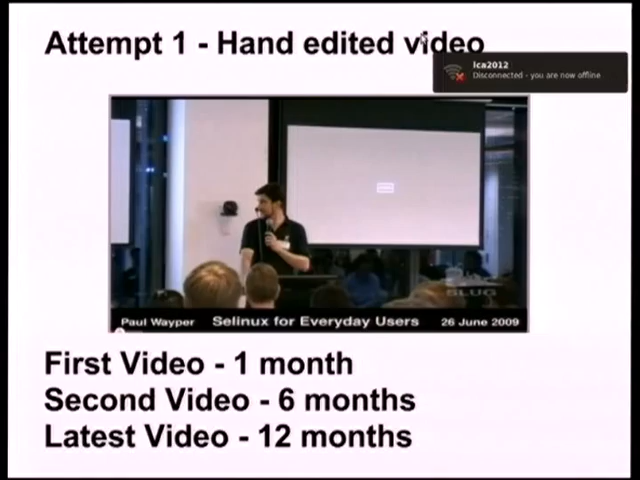 Attempt 1 - Hand edited video
lca2012
Disconnected - you are now offline
SLUG
Paul Wayper Selinux for Everyday Users 26 June 2009
First Video - 1 month
Second Video - 6 months
Latest Video - 12 months